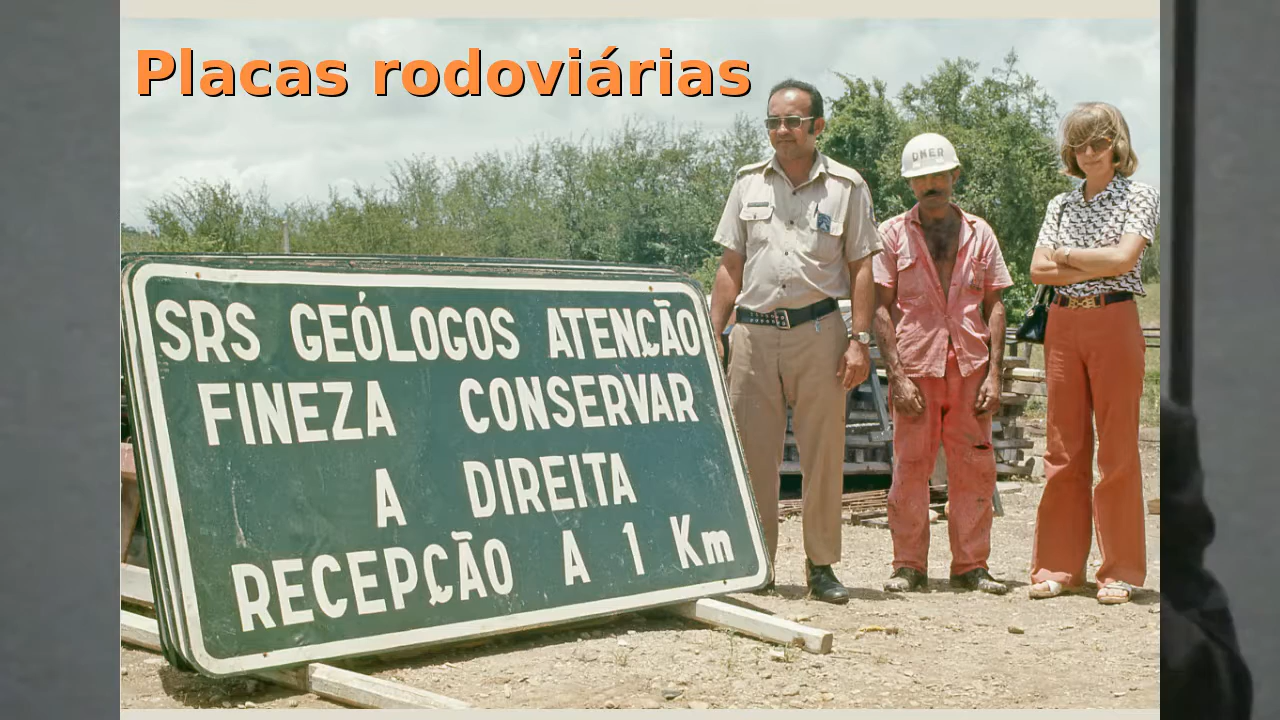 Placas rodoviárias
DNER
SRS GEÓLOGOS ATENÇÃO
FINEZA CONSERVAR
A DIREITA
RECEPÇÃO A 1 Km